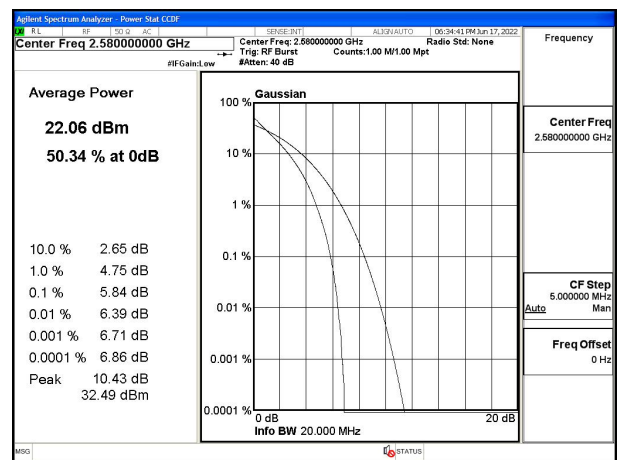 Agilent Spectrum Analyzer - Power Stat CCDF
RL RF 50 Ω AC SENSE:INT ALIGN AUTO 06:34:41 PM Jun 17, 2022
Center Freq 2.580000000 GHz
Center Freq: 2.580000000 GHz Radio Std: None
Trig: RF Burst Counts:1.00 M/1.00 Mpt
#IFGain:Low #Atten: 40 dB
Frequency
Average Power
22.06 dBm
50.34 % at 0dB
10.0 % 2.65 dB
1.0 % 4.75 dB
0.1 % 5.84 dB
0.01 % 6.39 dB
0.001 % 6.71 dB
0.0001 % 6.86 dB
Peak 10.43 dB
32.49 dBm
Gaussian
100 %
10 %
1 %
0.1 %
0.01 %
0.001 %
0.0001 %
0 dB 20 dB
Info BW 20.000 MHz
Center Freq
2.580000000 GHz
CF Step
5.000000 MHz
Auto Man
Freq Offset
0 Hz
MSG STATUS